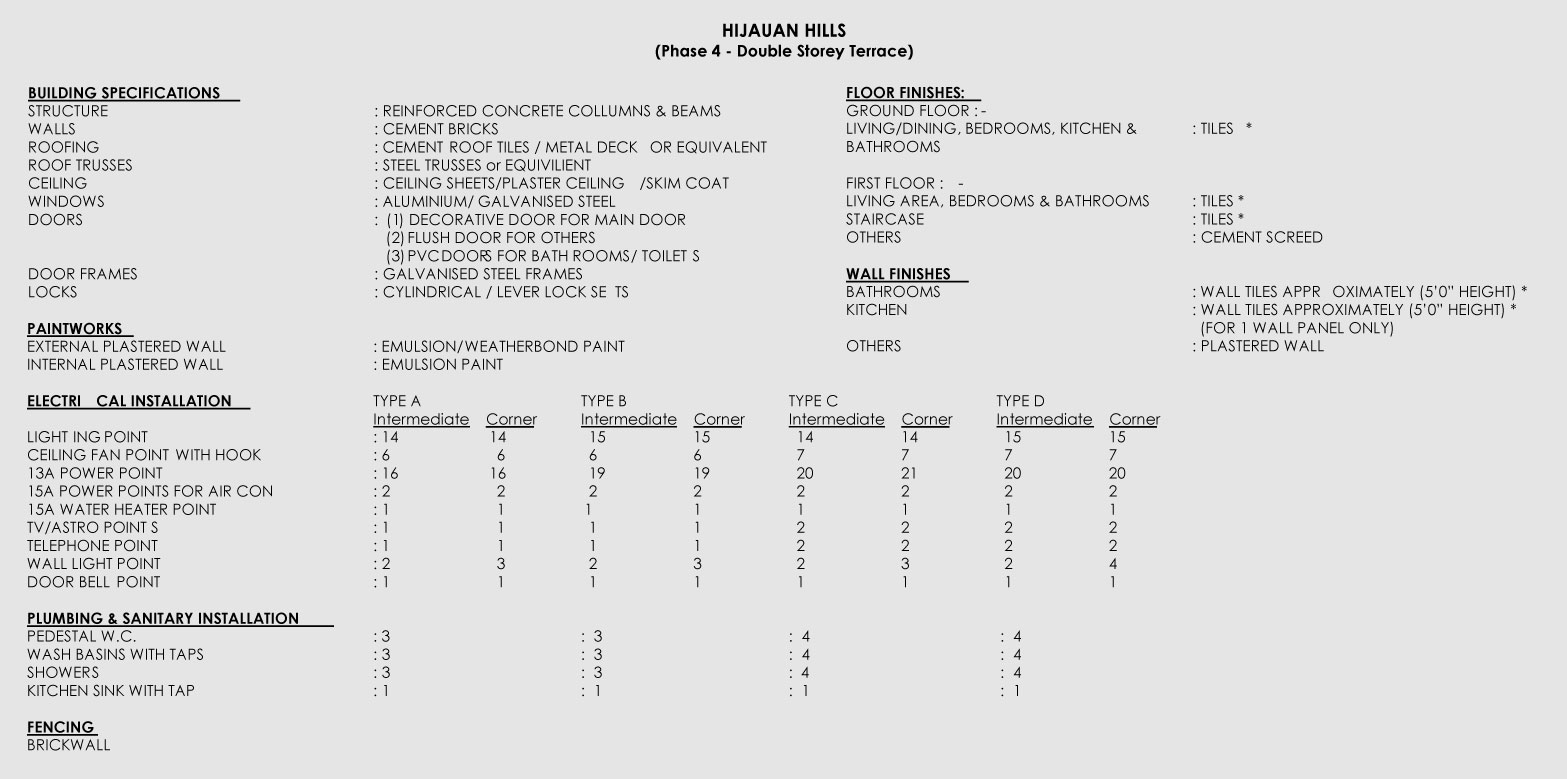 HIJAUAN HILLS
(Phase 4 - Double Storey Terrace)
BUILDING SPECIFICATIONS
STRUCTURE : REINFORCED CONCRETE COLLUMNS & BEAMS
WALLS : CEMENT BRICKS
ROOFING : CEMENT ROOF TILES / METAL DECK OR EQUIVALENT
ROOF TRUSSES : STEEL TRUSSES or EQUIVILIENT
CEILING : CEILING SHEETS/PLASTER CEILING /SKIM COAT
WINDOWS : ALUMINIUM/ GALVANISED STEEL
DOORS : (1) DECORATIVE DOOR FOR MAIN DOOR
(2) FLUSH DOOR FOR OTHERS
(3) PVC DOORS FOR BATH ROOMS/ TOILET S
DOOR FRAMES : GALVANISED STEEL FRAMES
LOCKS : CYLINDRICAL / LEVER LOCK SE TS
PAINTWORKS
EXTERNAL PLASTERED WALL : EMULSION/WEATHERBOND PAINT
INTERNAL PLASTERED WALL : EMULSION PAINT
FLOOR FINISHES:
GROUND FLOOR : -
LIVING/DINING, BEDROOMS, KITCHEN & : TILES *
BATHROOMS
FIRST FLOOR : -
LIVING AREA, BEDROOMS & BATHROOMS : TILES *
STAIRCASE : TILES *
OTHERS : CEMENT SCREED
WALL FINISHES
BATHROOMS : WALL TILES APPR OXIMATELY (5'0" HEIGHT) *
KITCHEN : WALL TILES APPROXIMATELY (5'0" HEIGHT) *
(FOR 1 WALL PANEL ONLY)
OTHERS : PLASTERED WALL
ELECTRI CAL INSTALLATION TYPE A TYPE B TYPE C TYPE D
Intermediate Corner Intermediate Corner Intermediate Corner Intermediate Corner
LIGHT ING POINT : 14 14 15 15 14 14 15 15
CEILING FAN POINT WITH HOOK : 6 6 6 6 7 7 7 7
13A POWER POINT : 16 16 19 19 20 21 20 20
15A POWER POINTS FOR AIR CON : 2 2 2 2 2 2 2 2
15A WATER HEATER POINT : 1 1 1 1 1 1 1 1
TV/ASTRO POINT S : 1 1 1 1 2 2 2 2
TELEPHONE POINT : 1 1 1 1 2 2 2 2
WALL LIGHT POINT : 2 3 2 3 2 3 2 4
DOOR BELL POINT : 1 1 1 1 1 1 1 1
PLUMBING & SANITARY INSTALLATION
PEDESTAL W.C. : 3 : 3 : 4 : 4
WASH BASINS WITH TAPS : 3 : 3 : 4 : 4
SHOWERS : 3 : 3 : 4 : 4
KITCHEN SINK WITH TAP : 1 : 1 : 1 : 1
FENCING
BRICKWALL